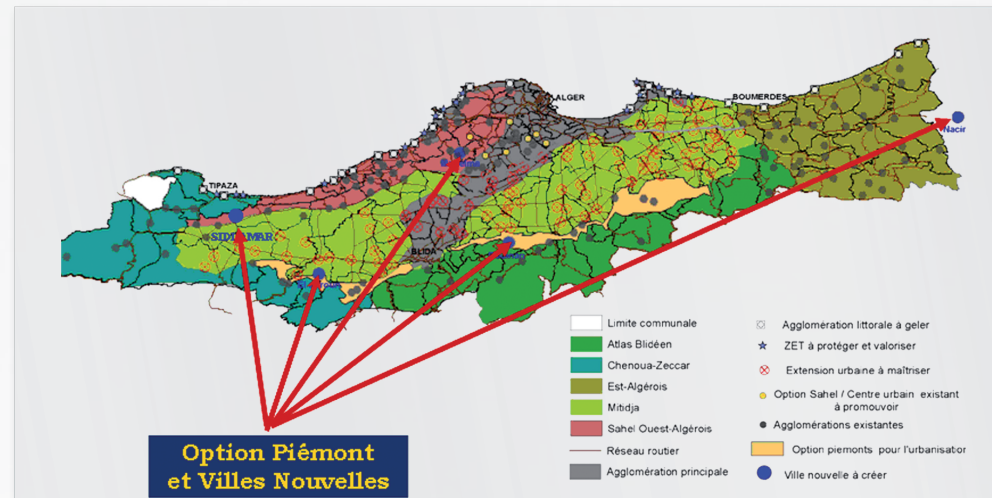 ALGER
BOUMERDES
Nacir
TIPAZA
SIDI AMAR
BLIDA
Limite communale
Atlas Blidéen
Chenoua-Zeccar
Est-Algérois
Mitidja
Sahel Ouest-Algérois
Réseau routier
Agglomération principale
Agglomération littorale à geler
ZET à protéger et valoriser
Extension urbaine à maîtriser
Option Sahel / Centre urbain existant
à promouvoir
Agglomérations existantes
Option piemonts pour l'urbanisatior
Ville nouvelle à créer
Option Piémont
et Villes Nouvelles